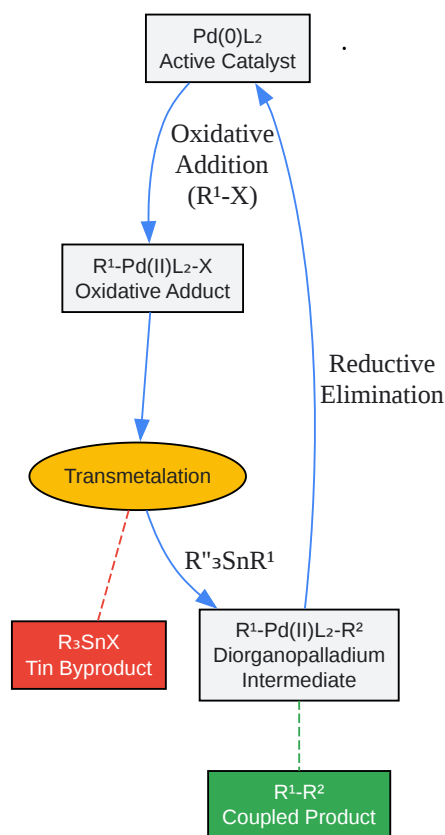 Pd(0)L₂
Active Catalyst
.
Oxidative
Addition
(R¹-X)
R¹-Pd(II)L₂-X
Oxidative Adduct
Reductive
Elimination
Transmetalation
R"₃SnR¹
R₃SnX
Tin Byproduct
R¹-Pd(II)L₂-R²
Diorganopalladium
Intermediate
R¹-R²
Coupled Product